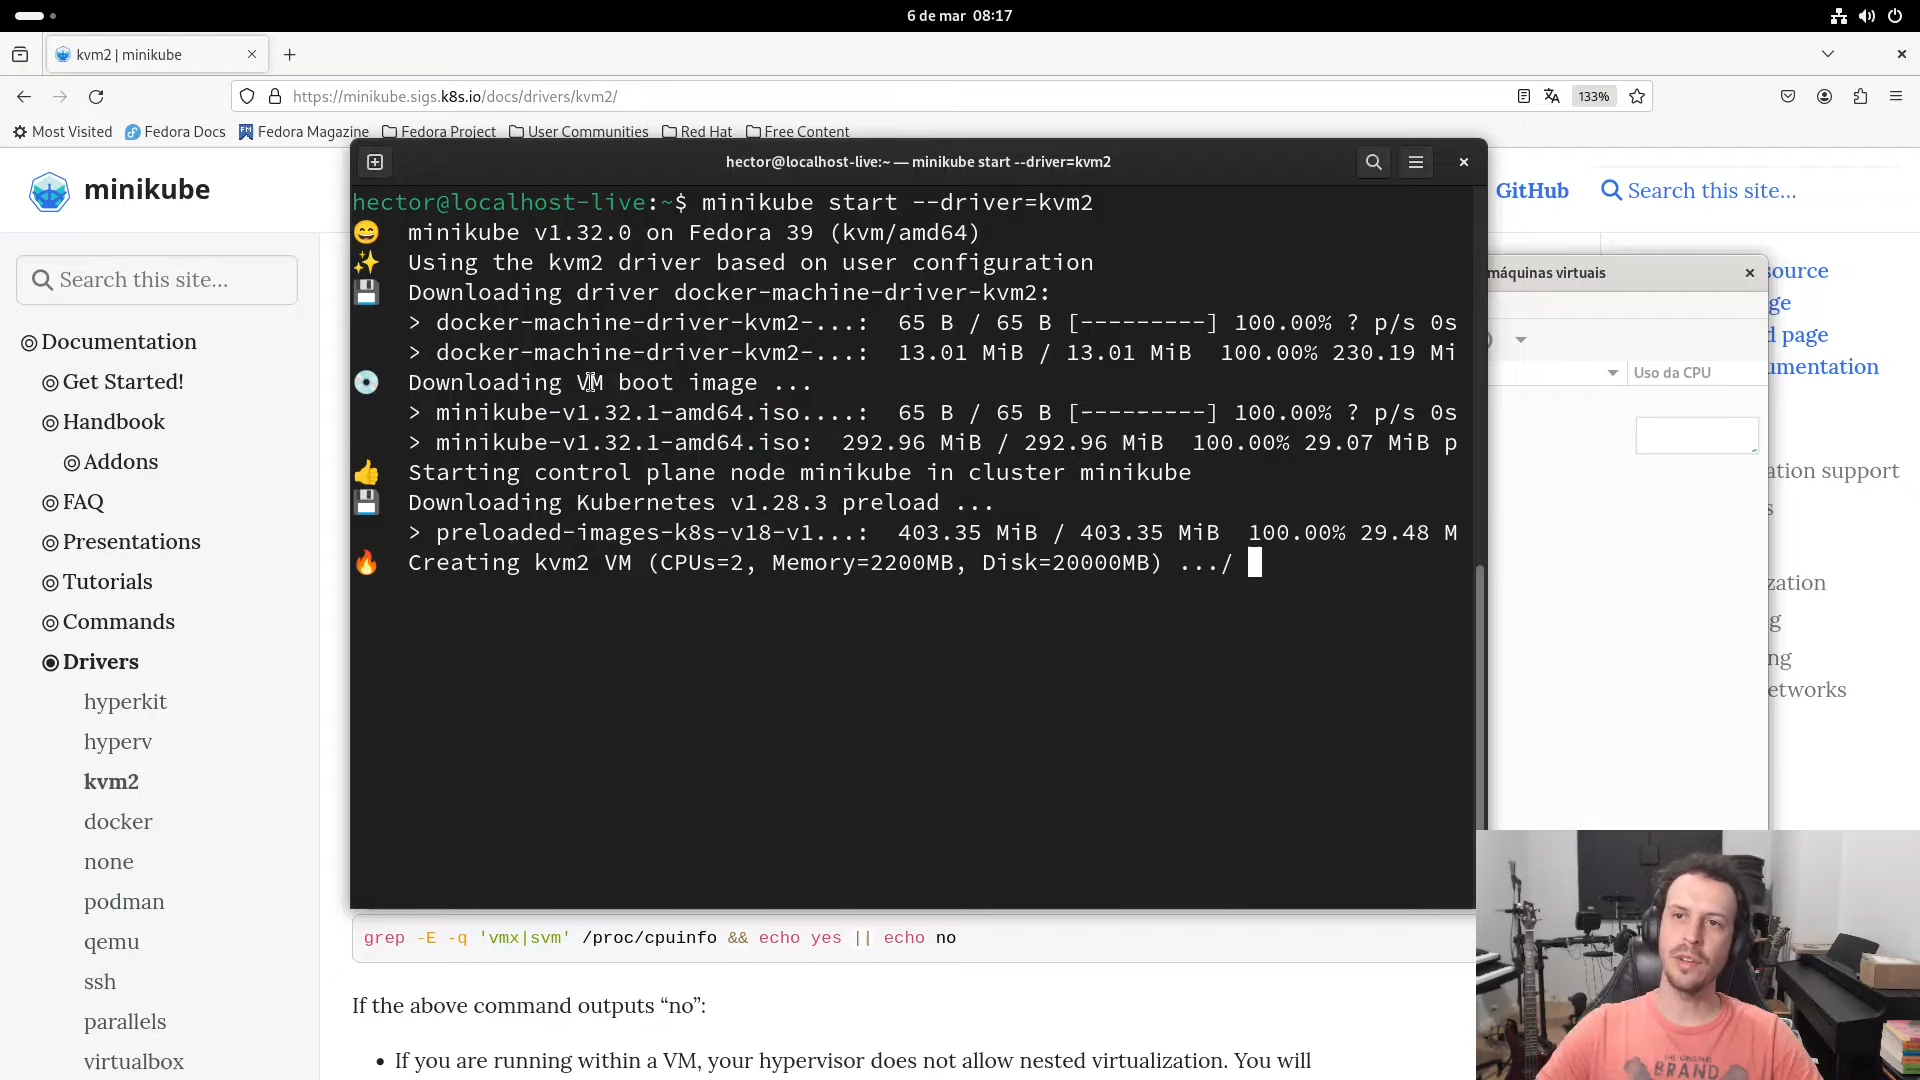 6 de mar 08:17
kvm2 | minikube
https://minikube.sigs.k8s.io/docs/drivers/kvm2/
133%
Most Visited Fedora Docs Fedora Magazine Fedora Project User Communities Red Hat Free Content
minikube
GitHub Search this site...
Search this site...
Documentation
Get Started!
Handbook
Addons
FAQ
Presentations
Tutorials
Commands
Drivers
hyperkit
hyperv
kvm2
docker
none
podman
qemu
ssh
parallels
virtualbox
hector@localhost-live:~ — minikube start --driver=kvm2
hector@localhost-live:~$ minikube start --driver=kvm2
😄 minikube v1.32.0 on Fedora 39 (kvm/amd64)
✨ Using the kvm2 driver based on user configuration
💾 Downloading driver docker-machine-driver-kvm2:
> docker-machine-driver-kvm2-...: 65 B / 65 B [---------] 100.00% ? p/s 0s
> docker-machine-driver-kvm2-...: 13.01 MiB / 13.01 MiB 100.00% 230.19 Mi
💿 Downloading VM boot image ...
> minikube-v1.32.1-amd64.iso....: 65 B / 65 B [---------] 100.00% ? p/s 0s
> minikube-v1.32.1-amd64.iso: 292.96 MiB / 292.96 MiB 100.00% 29.07 MiB p
👍 Starting control plane node minikube in cluster minikube
💾 Downloading Kubernetes v1.28.3 preload ...
> preloaded-images-k8s-v18-v1...: 403.35 MiB / 403.35 MiB 100.00% 29.48 M
🔥 Creating kvm2 VM (CPUs=2, Memory=2200MB, Disk=20000MB) .../
máquinas virtuais
Uso da CPU
source
ge
d page
umentation
ation support
s
zation
g
ng
etworks
grep -E -q 'vmx|svm' /proc/cpuinfo && echo yes || echo no
If the above command outputs “no”:
• If you are running within a VM, your hypervisor does not allow nested virtualization. You will
THE ORIGINAL
BRAND